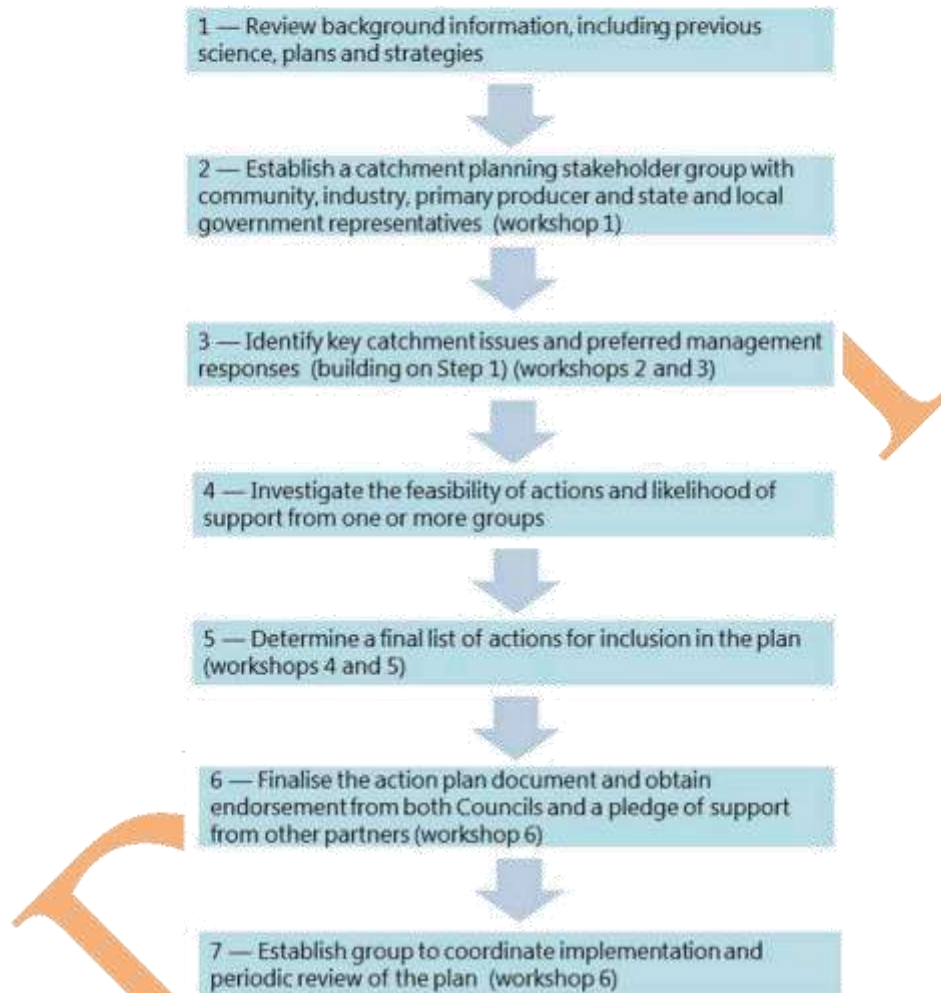 1 — Review background information, including previous
science, plans and strategies
2 — Establish a catchment planning stakeholder group with
community, industry, primary producer and state and local
government representatives (workshop 1)
3 — Identify key catchment issues and preferred management
responses (building on Step 1) (workshops 2 and 3)
4 — Investigate the feasibility of actions and likelihood of
support from one or more groups
5 — Determine a final list of actions for inclusion in the plan
(workshops 4 and 5)
6 — Finalise the action plan document and obtain
endorsement from both Councils and a pledge of support
from other partners (workshop 6)
7 — Establish group to coordinate implementation and
periodic review of the plan (workshop 6)